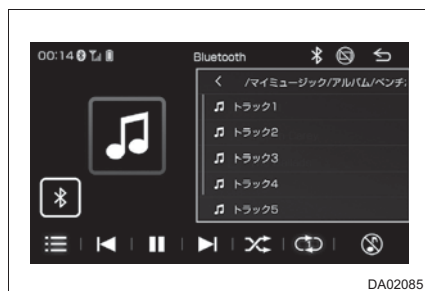 00:14 Bluetooth
/マイミュージック/アルバム/ベンチ
トラック1
トラック2
トラック3
トラック4
トラック5
DA02085